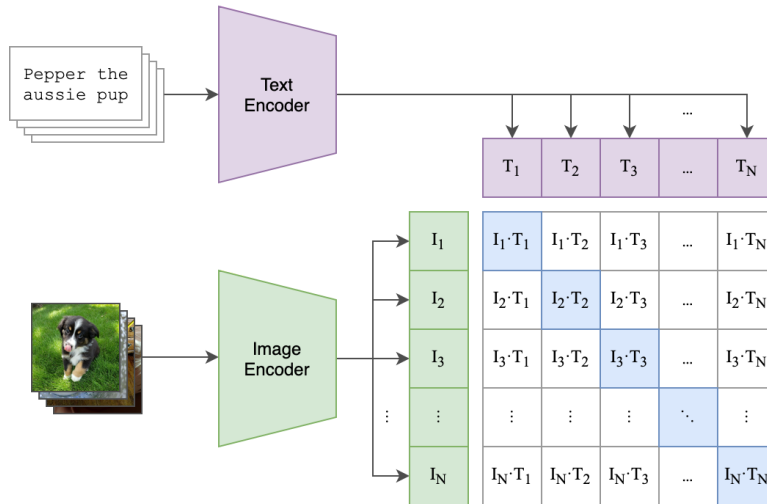 Pepper the
aussie pup
Text
Encoder
...
T₁ T₂ T₃ ... T_N
I₁ I₁·T₁ I₁·T₂ I₁·T₃ ... I₁·T_N
I₂ I₂·T₁ I₂·T₂ I₂·T₃ ... I₂·T_N
Image
Encoder
I₃ I₃·T₁ I₃·T₂ I₃·T₃ ... I₃·T_N
⋮ ⋮ ⋮ ⋮ ⋮ ⋱ ⋮
I_N I_N·T₁ I_N·T₂ I_N·T₃ ... I_N·T_N